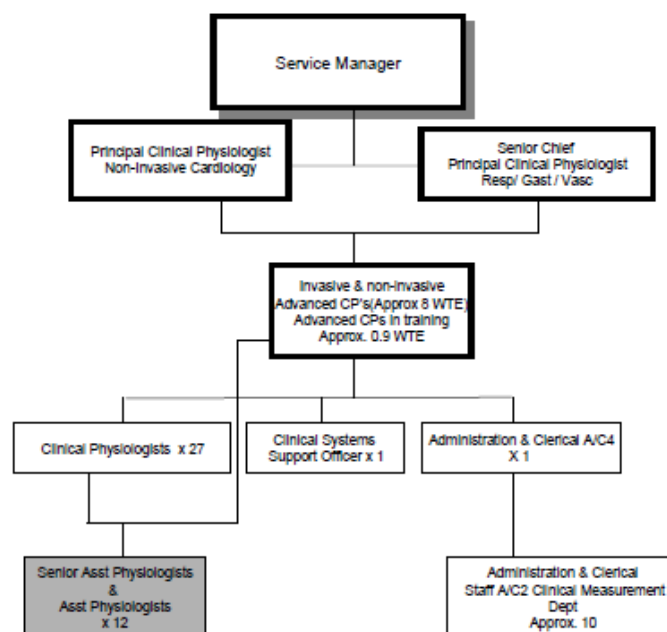 Service Manager
Principal Clinical Physiologist
Non-Invasive Cardiology
Senior Chief
Principal Clinical Physiologist
Resp/ Gast / Vasc
Invasive & non-invasive
Advanced CP's(Approx 8 WTE)
Advanced CPs in training
Approx. 0.9 WTE
Clinical Physiologists x 27
Clinical Systems
Support Officer x 1
Administration & Clerical A/C4
X 1
Senior Asst Physiologists
&
Asst Physiologists
x 12
Administration & Clerical
Staff A/C2 Clinical Measurement
Dept
Approx. 10